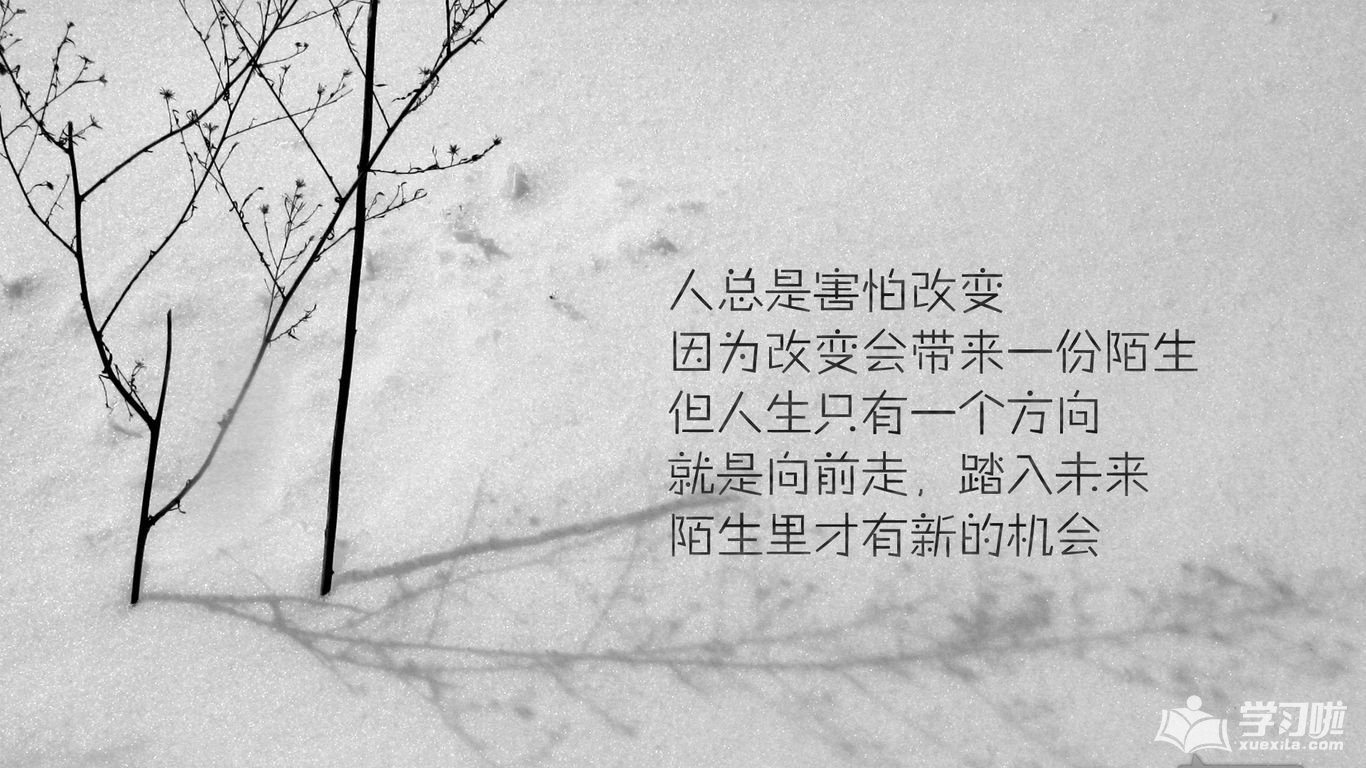 人总是害怕改变
因为改变会带来一份陌生
但人生只有一个方向
就是向前走，踏入未来
陌生里才有新的机会
学习啦
xuexila.com